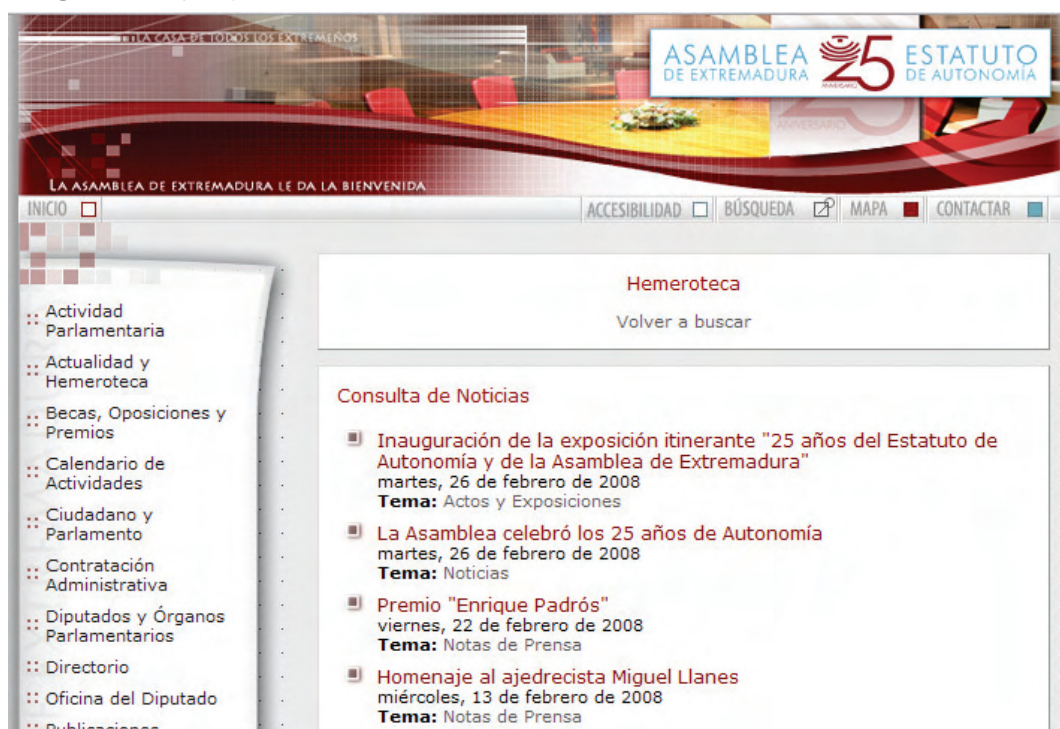 LA CASA DE TODOS LOS EXTREMEÑOS
ASAMBLEA
DE EXTREMADURA
25
ANIVERSARIO
ESTATUTO
DE AUTONOMÍA
ANIVERSARIO
LA ASAMBLEA DE EXTREMADURA LE DA LA BIENVENIDA
INICIO
ACCESIBILIDAD
BÚSQUEDA
MAPA
CONTACTAR
Actividad
Parlamentaria
Actualidad y
Hemeroteca
Becas, Oposiciones y
Premios
Calendario de
Actividades
Ciudadano y
Parlamento
Contratación
Administrativa
Diputados y Órganos
Parlamentarios
Directorio
Oficina del Diputado
Publicaciones
Hemeroteca
Volver a buscar
Consulta de Noticias
Inauguración de la exposición itinerante "25 años del Estatuto de
Autonomía y de la Asamblea de Extremadura"
martes, 26 de febrero de 2008
Tema: Actos y Exposiciones
La Asamblea celebró los 25 años de Autonomía
martes, 26 de febrero de 2008
Tema: Noticias
Premio "Enrique Padrós"
viernes, 22 de febrero de 2008
Tema: Notas de Prensa
Homenaje al ajedrecista Miguel Llanes
miércoles, 13 de febrero de 2008
Tema: Notas de Prensa